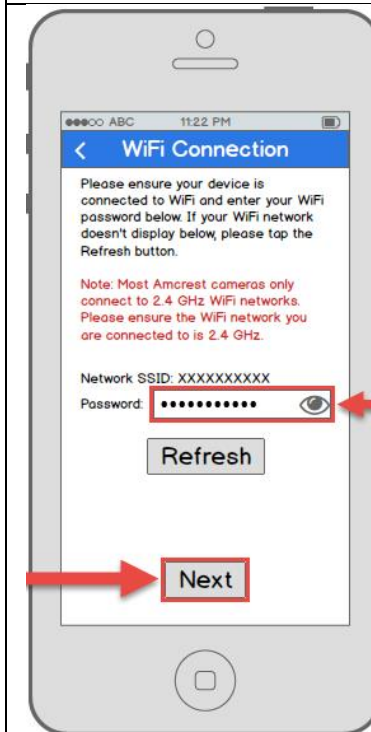 ABC 11:22 PM
WiFi Connection
Please ensure your device is
connected to WiFi and enter your WiFi
password below. If your WiFi network
doesn't display below, please tap the
Refresh button.
Note: Most Amcrest cameras only
connect to 2.4 GHz WiFi networks.
Please ensure the WiFi network you
are connected to is 2.4 GHz.
Network SSID: XXXXXXXXXX
Password: •••••••••••
Refresh
Next